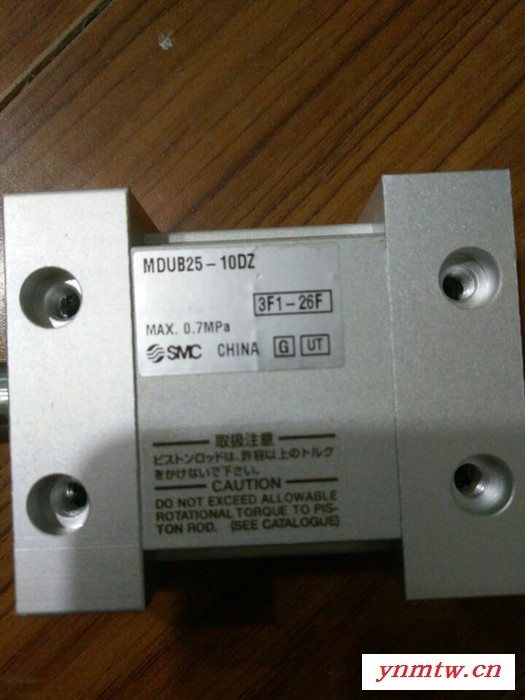 MDUB25-10DZ
3F1-26F
MAX. 0.7MPa
SMC CHINA G UT
取扱注意
ピストンロッドは、許容以上のトルク
をかけないで下さい。
CAUTION
DO NOT EXCEED ALLOWABLE
ROTATIONAL TORQUE TO PIS-
TON ROD. (SEE CATALOGUE)
ynmtw.cn